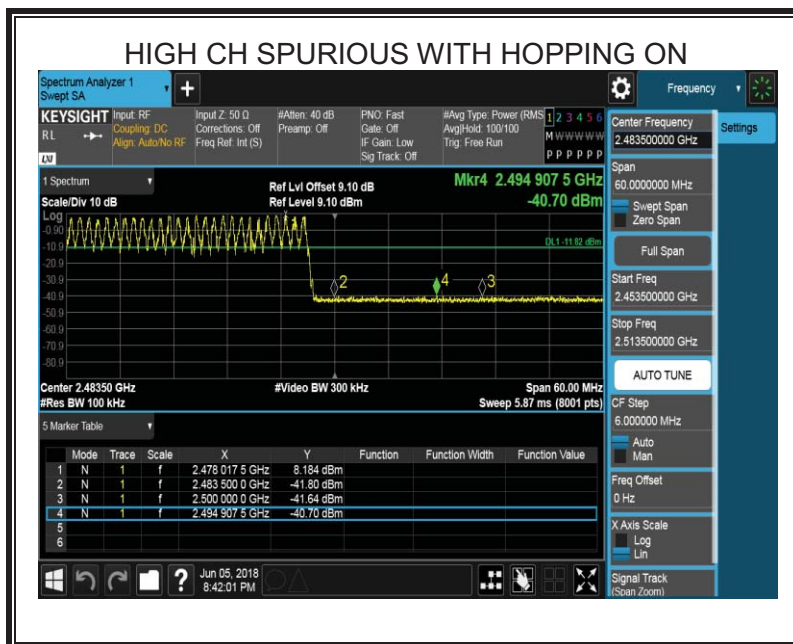 HIGH CH SPURIOUS WITH HOPPING ON
Spectrum Analyzer 1
Swept SA
+
Frequency
KEYSIGHT
RL
LXI
Input: RF
Coupling: DC
Align: Auto/No RF
Input Z: 50 Ω
Corrections: Off
Freq Ref: Int (S)
#Atten: 40 dB
Preamp: Off
PNO: Fast
Gate: Off
IF Gain: Low
Sig Track: Off
#Avg Type: Power (RMS
Avg|Hold: 100/100
Trig: Free Run
1 2 3 4 5 6
M W W W W W
P P P P P P
Center Frequency
2.483500000 GHz
Settings
1 Spectrum
Scale/Div 10 dB
Ref Lvl Offset 9.10 dB
Ref Level 9.10 dBm
Mkr4 2.494 907 5 GHz
-40.70 dBm
Span
60.0000000 MHz
Swept Span
Zero Span
Full Span
Start Freq
2.453500000 GHz
Stop Freq
2.513500000 GHz
AUTO TUNE
CF Step
6.000000 MHz
Auto
Man
Freq Offset
0 Hz
X Axis Scale
Log
Lin
Signal Track
(Span Zoom)
Log
-0.90
-10.9
-20.9
-30.9
-40.9
-50.9
-60.9
-70.9
-80.9
DL1 -11.82 dBm
2
4
3
Center 2.48350 GHz
#Video BW 300 kHz
Span 60.00 MHz
#Res BW 100 kHz
Sweep 5.87 ms (8001 pts)
5 Marker Table
Mode Trace Scale X Y Function Function Width Function Value
1 N 1 f 2.478 017 5 GHz 8.184 dBm
2 N 1 f 2.483 500 0 GHz -41.80 dBm
3 N 1 f 2.500 000 0 GHz -41.64 dBm
4 N 1 f 2.494 907 5 GHz -40.70 dBm
5
6
?
Jun 05, 2018
8:42:01 PM